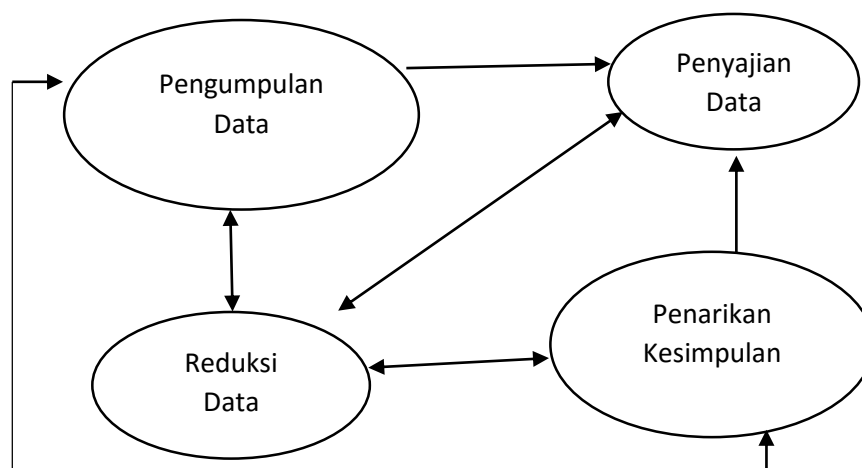 Pengumpulan
Data
Penyajian
Data
Reduksi
Data
Penarikan
Kesimpulan